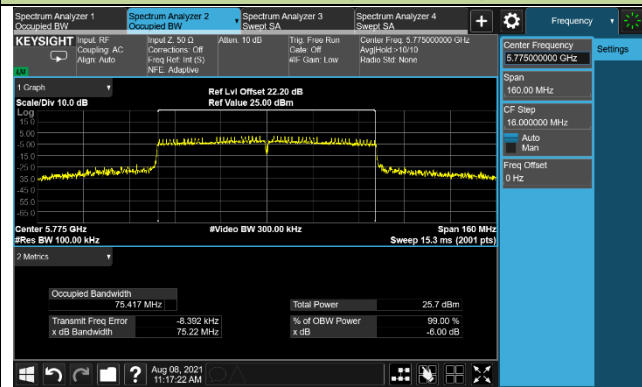 Spectrum Analyzer 1
Occupied BW
Spectrum Analyzer 2
Occupied BW
Spectrum Analyzer 3
Swept SA
Spectrum Analyzer 4
Swept SA
Frequency
KEYSIGHT
Input: RF
Coupling: AC
Align: Auto
Input Z: 50 Ω
Corrections: Off
Freq Ref: Int (S)
NFE: Adaptive
Atten: 10 dB
Trig: Free Run
Gate: Off
#IF Gain: Low
Center Freq: 5.775000000 GHz
Avg|Hold:>10/10
Radio Std: None
LVI
Center Frequency
5.775000000 GHz
Settings
Span
160.00 MHz
CF Step
16.000000 MHz
Auto
Man
Freq Offset
0 Hz
1 Graph
Scale/Div 10.0 dB
Ref Lvl Offset 22.20 dB
Ref Value 25.00 dBm
Log
15.0
5.00
-5.00
-15.0
-25.0
-35.0
-45.0
-55.0
-65.0
Center 5.775 GHz
#Video BW 300.00 kHz
Span 160 MHz
#Res BW 100.00 kHz
Sweep 15.3 ms (2001 pts)
2 Metrics
Occupied Bandwidth
75.417 MHz
Total Power
25.7 dBm
Transmit Freq Error
-8.392 kHz
% of OBW Power
99.00 %
x dB Bandwidth
75.22 MHz
x dB
-6.00 dB
Aug 08, 2021
11:17:22 AM